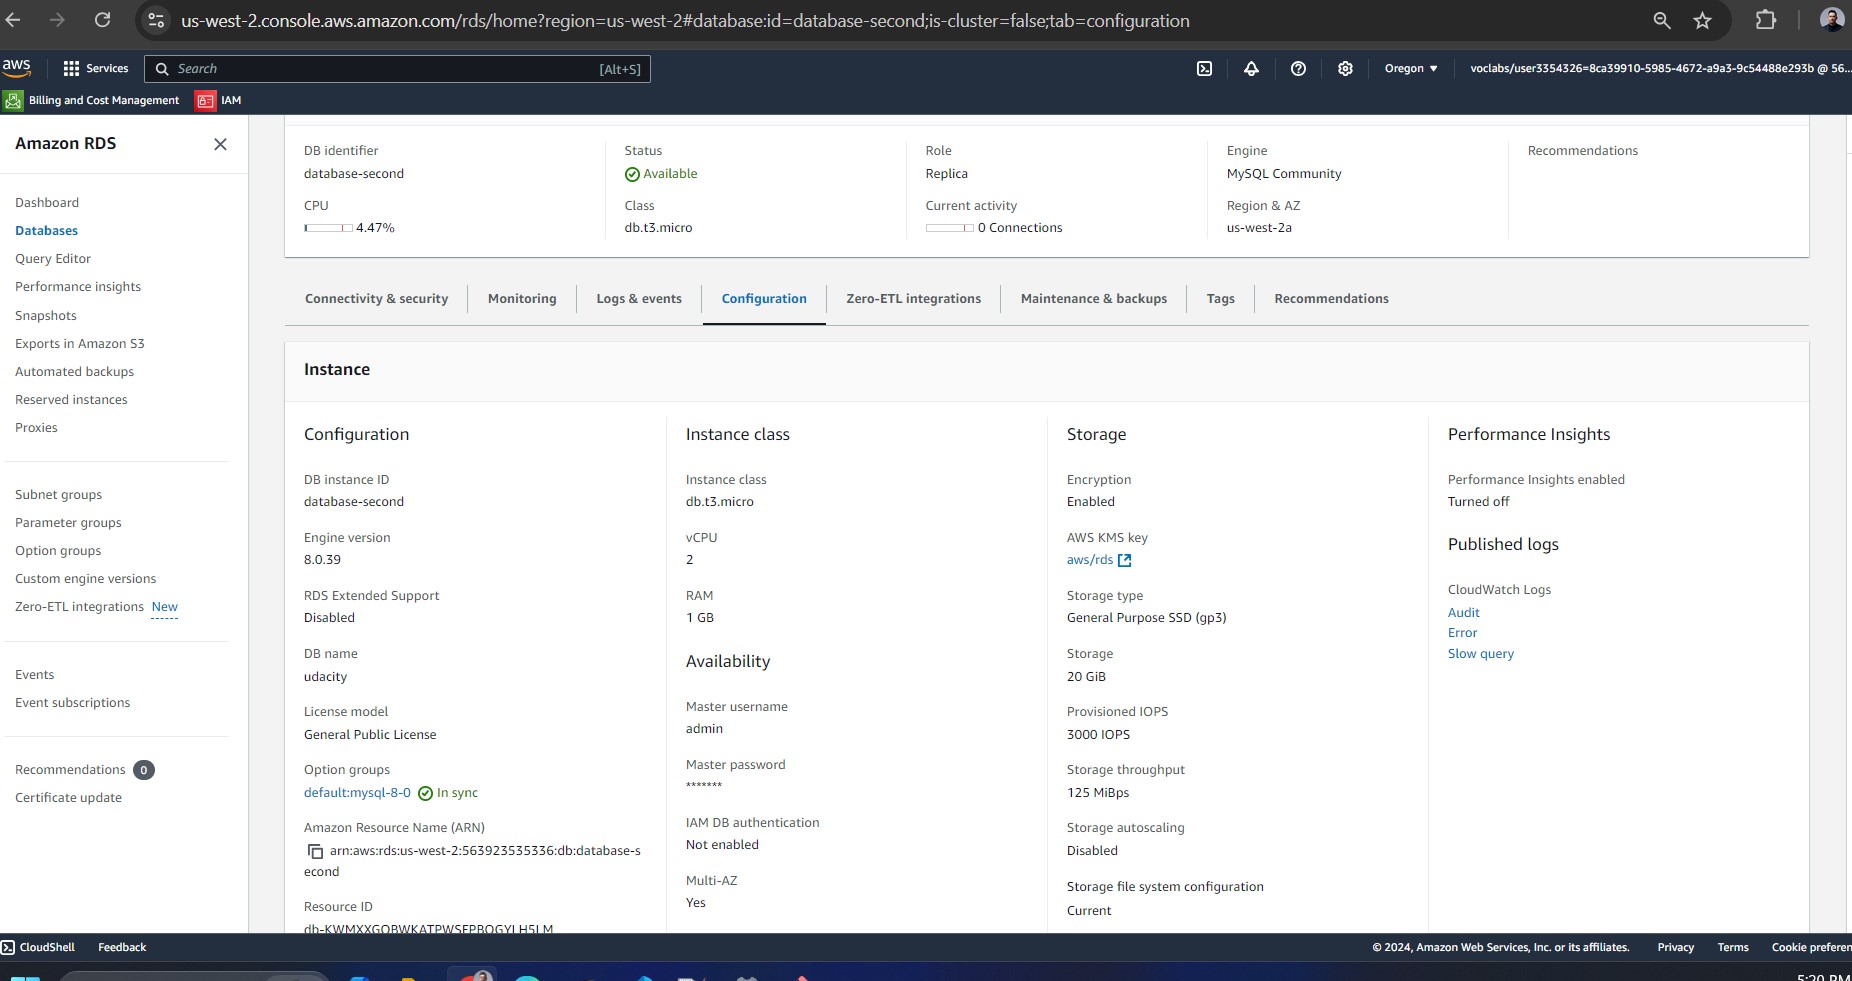 us-west-2.console.aws.amazon.com/rds/home?region=us-west-2#database:id=database-second;is-cluster=false;tab=configuration
aws
Services
Search
[Alt+S]
Oregon
voclabs/user3354326=8ca39910-5985-4672-a9a3-9c54488e293b @ 56...
Billing and Cost Management
IAM
Amazon RDS
Dashboard
Databases
Query Editor
Performance insights
Snapshots
Exports in Amazon S3
Automated backups
Reserved instances
Proxies
Subnet groups
Parameter groups
Option groups
Custom engine versions
Zero-ETL integrations New
Events
Event subscriptions
Recommendations 0
Certificate update
DB identifier
database-second
CPU
4.47%
Status
Available
Class
db.t3.micro
Role
Replica
Current activity
0 Connections
Engine
MySQL Community
Region & AZ
us-west-2a
Recommendations
Connectivity & security
Monitoring
Logs & events
Configuration
Zero-ETL integrations
Maintenance & backups
Tags
Recommendations
Instance
Configuration
DB instance ID
database-second
Engine version
8.0.39
RDS Extended Support
Disabled
DB name
udacity
License model
General Public License
Option groups
default:mysql-8-0 In sync
Amazon Resource Name (ARN)
arn:aws:rds:us-west-2:563923535336:db:database-s
econd
Resource ID
db-KWMXXGOBWKATPWSFPBOGYLH5LM
Instance class
Instance class
db.t3.micro
vCPU
2
RAM
1 GB
Availability
Master username
admin
Master password
*******
IAM DB authentication
Not enabled
Multi-AZ
Yes
Storage
Encryption
Enabled
AWS KMS key
aws/rds
Storage type
General Purpose SSD (gp3)
Storage
20 GiB
Provisioned IOPS
3000 IOPS
Storage throughput
125 MiBps
Storage autoscaling
Disabled
Storage file system configuration
Current
Performance Insights
Performance Insights enabled
Turned off
Published logs
CloudWatch Logs
Audit
Error
Slow query
CloudShell
Feedback
© 2024, Amazon Web Services, Inc. or its affiliates.
Privacy
Terms
Cookie preferen
5:20 PM